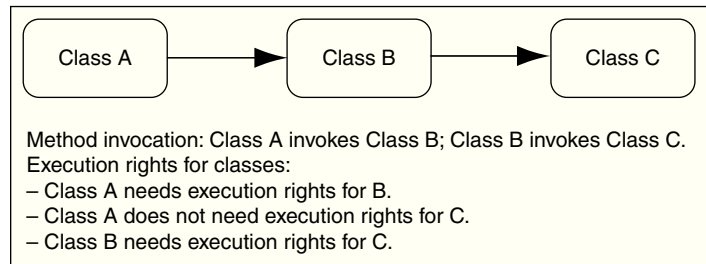 Class A
Class B
Class C
Method invocation: Class A invokes Class B; Class B invokes Class C.
Execution rights for classes:
– Class A needs execution rights for B.
– Class A does not need execution rights for C.
– Class B needs execution rights for C.